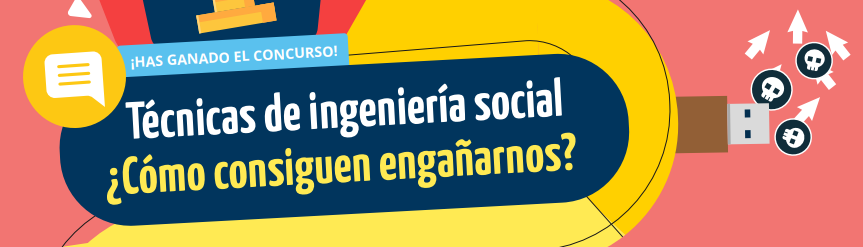 ¡HAS GANADO EL CONCURSO!
Técnicas de ingeniería social
¿Cómo consiguen engañarnos?